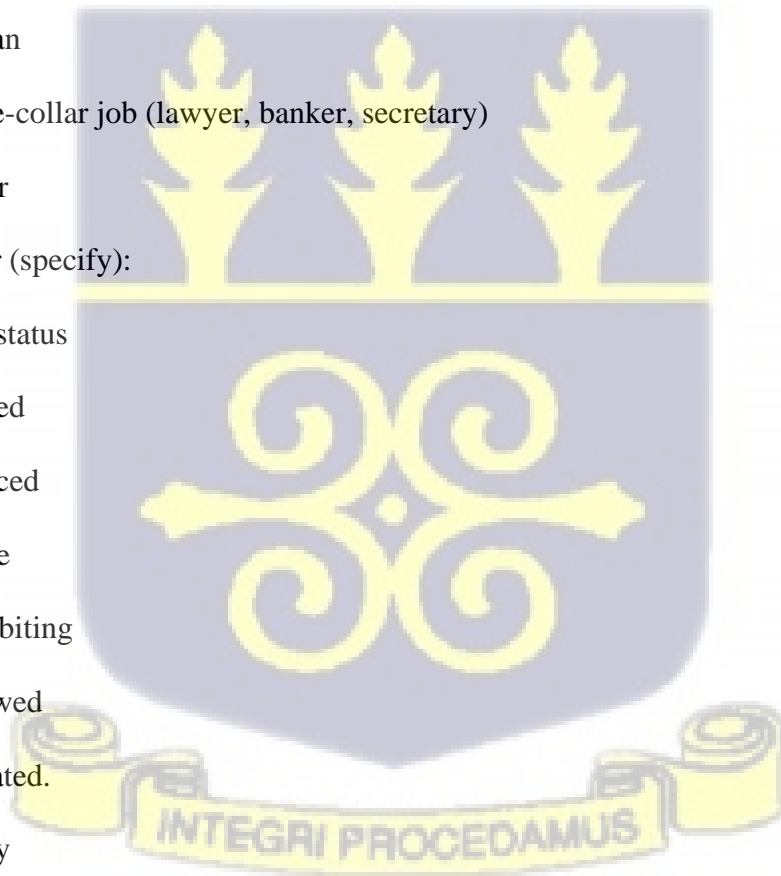 an
e-collar job (lawyer, banker, secretary)
r
r (specify):
status
ed
ced
e
biting
wed
ated.
y
INTEGRI PROCEDAMUS